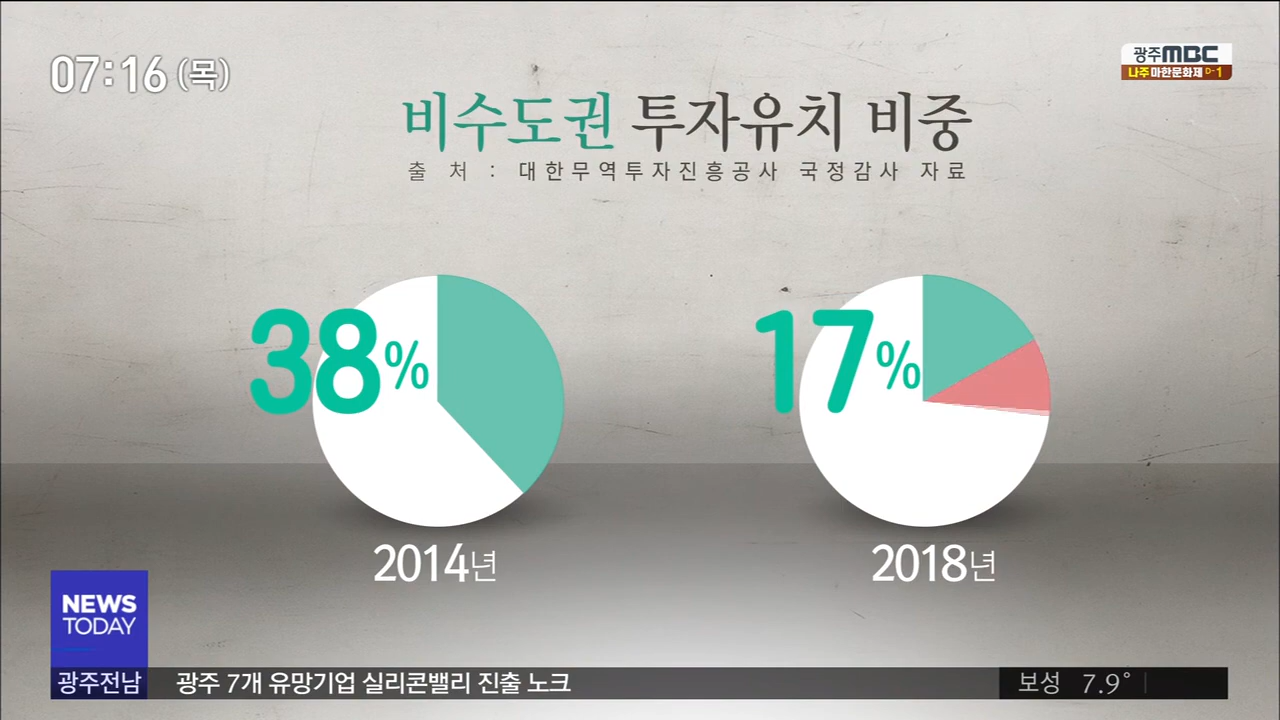 07:16 (목)
광주MBC
나주 마한문화제 D-1
비수도권 투자유치 비중
출 처 : 대한무역투자진흥공사 국정감사 자료
38%
17%
2014년
2018년
NEWS
TODAY
광주전남
광주 7개 유망기업 실리콘밸리 진출 노크
보성 7.9°